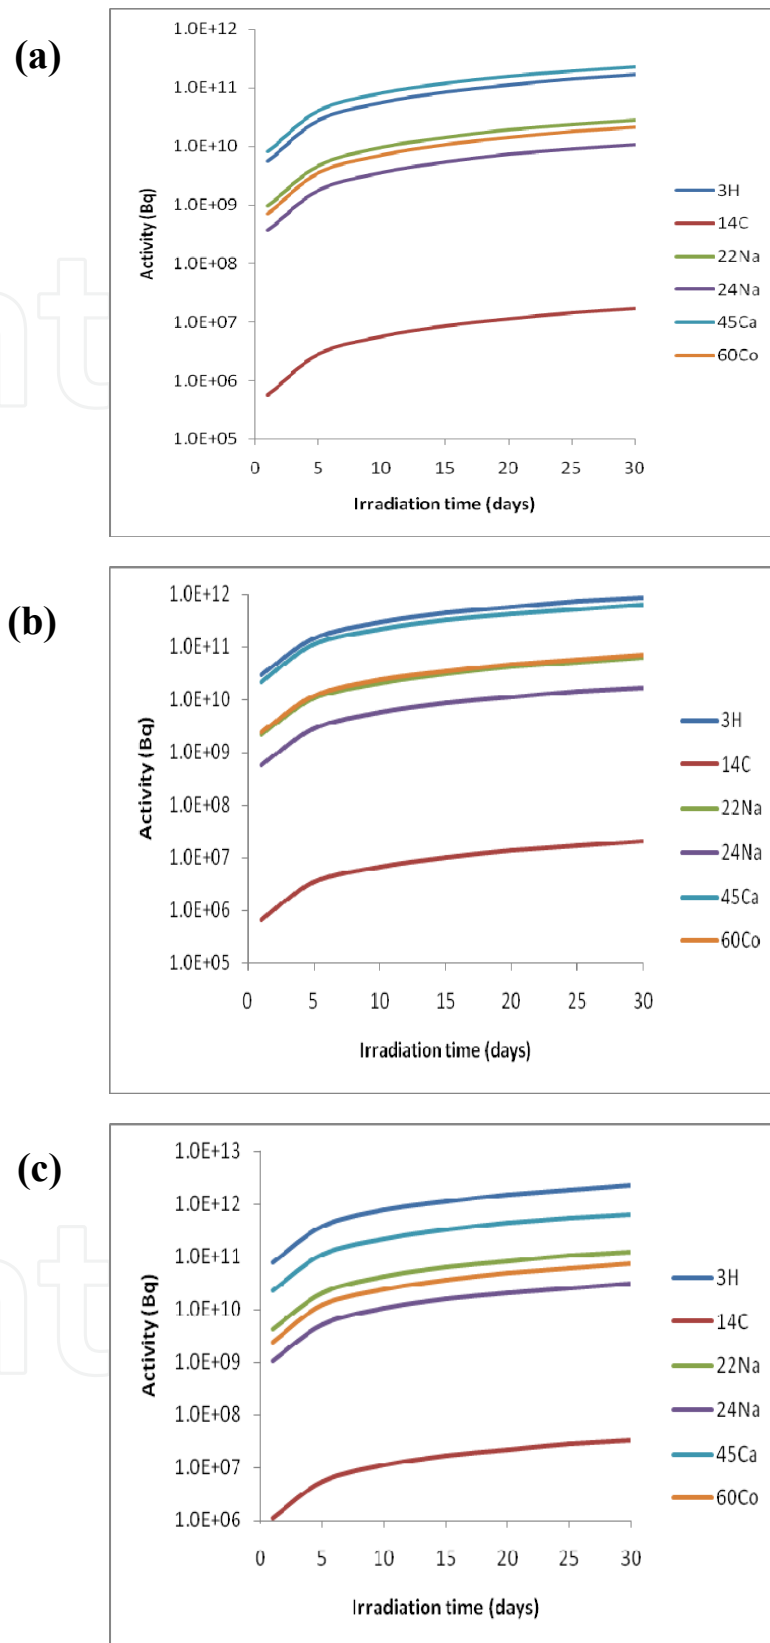 (a)
1.0E+12
1.0E+11
1.0E+10
1.0E+09
1.0E+08
1.0E+07
1.0E+06
1.0E+05
Activity (Bq)
0 5 10 15 20 25 30
Irradiation time (days)
3H
14C
22Na
24Na
45Ca
60Co
(b)
1.0E+12
1.0E+11
1.0E+10
1.0E+09
1.0E+08
1.0E+07
1.0E+06
1.0E+05
Activity (Bq)
0 5 10 15 20 25 30
Irradiation time (days)
3H
14C
22Na
24Na
45Ca
60Co
(c)
1.0E+13
1.0E+12
1.0E+11
1.0E+10
1.0E+09
1.0E+08
1.0E+07
1.0E+06
Activity (Bq)
0 5 10 15 20 25 30
Irradiation time (days)
3H
14C
22Na
24Na
45Ca
60Co